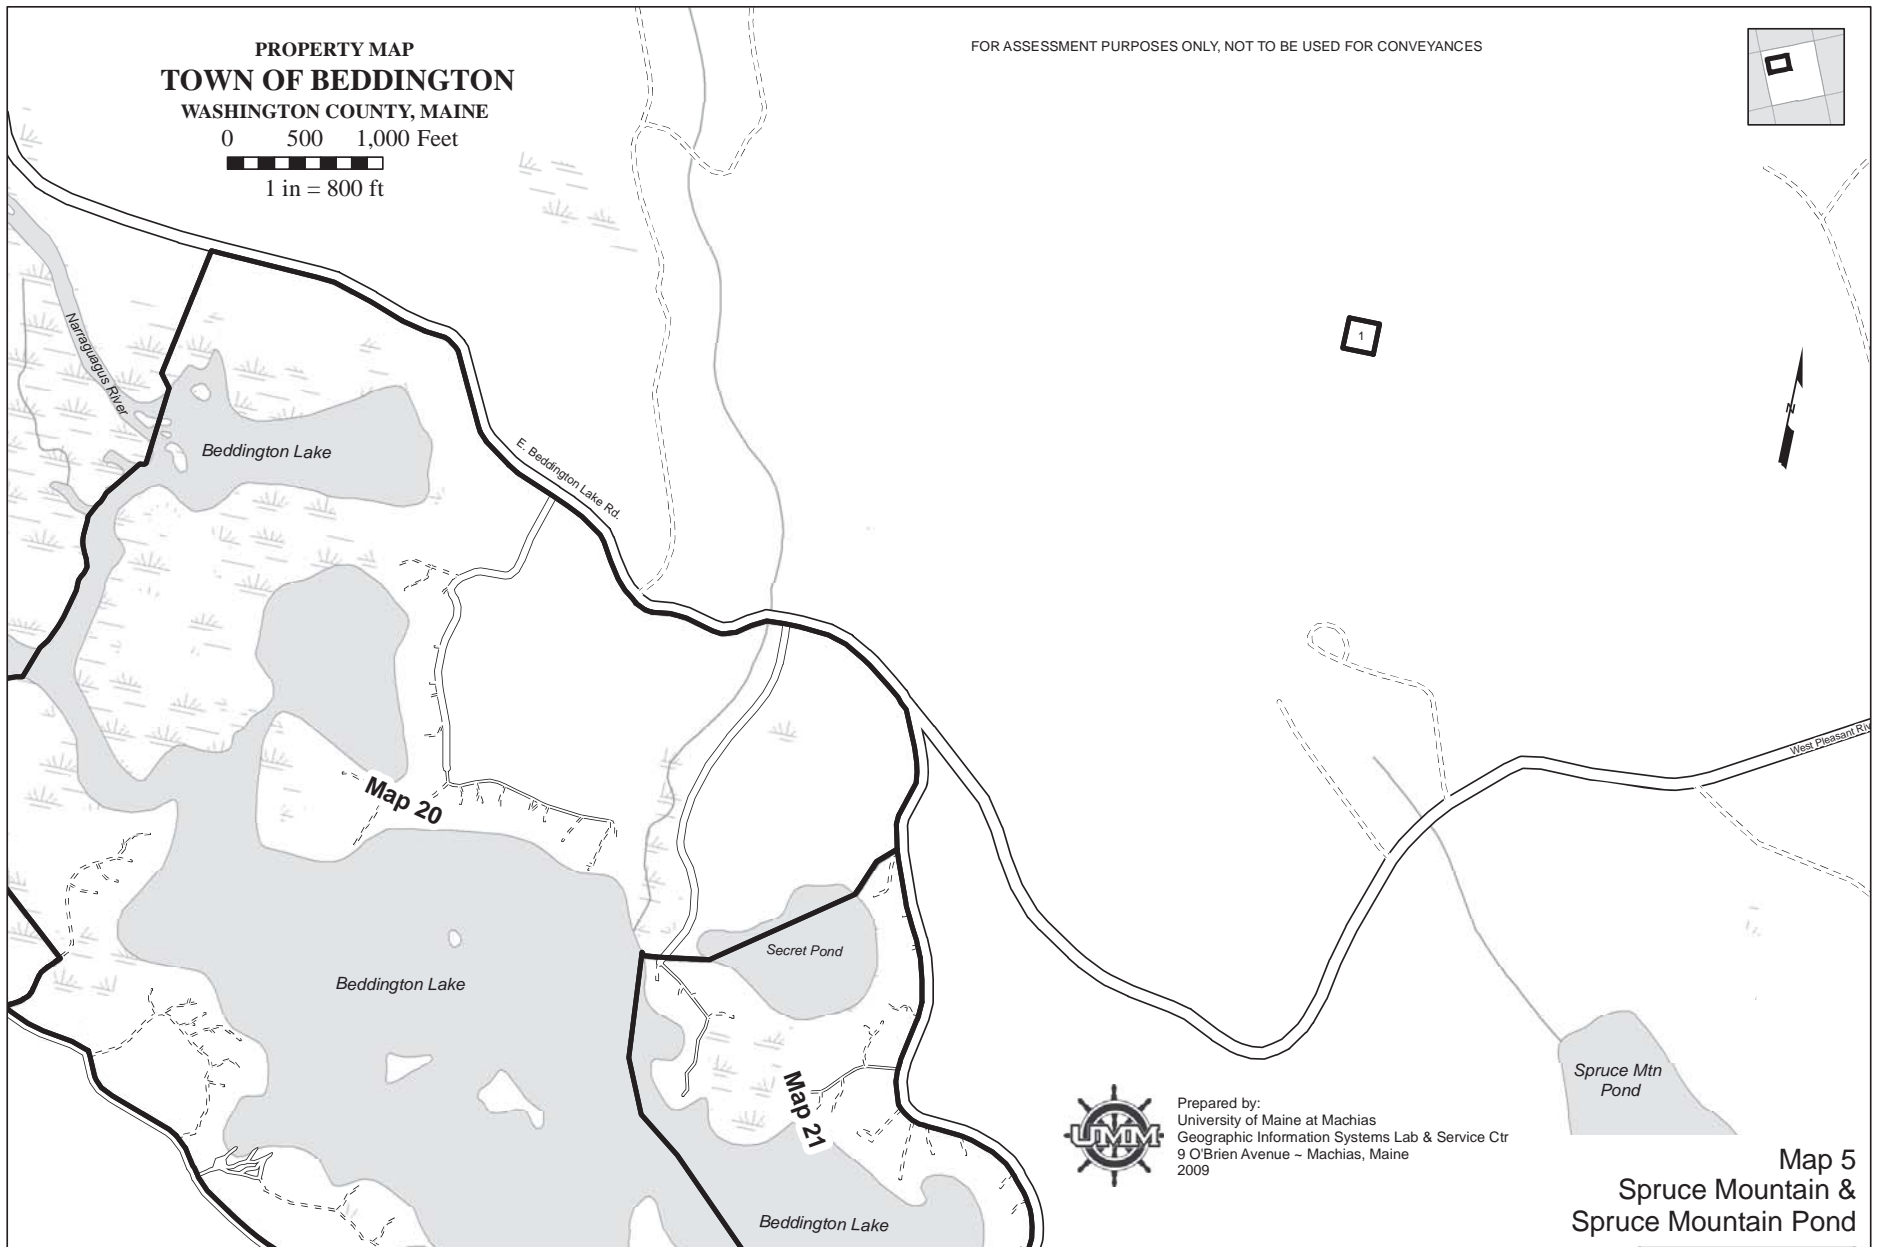 PROPERTY MAP
TOWN OF BEDDINGTON
WASHINGTON COUNTY, MAINE
0 500 1,000 Feet
1 in = 800 ft
FOR ASSESSMENT PURPOSES ONLY, NOT TO BE USED FOR CONVEYANCES
Narraguagus River
1
N
Beddington Lake
E. Beddington Lake Rd.
West Pleasant Riv
Map 20
Secret Pond
Beddington Lake
Map 21
Spruce Mtn
Pond
UMM
Prepared by:
University of Maine at Machias
Geographic Information Systems Lab & Service Ctr
9 O'Brien Avenue ~ Machias, Maine
2009
Beddington Lake
Map 5
Spruce Mountain &
Spruce Mountain Pond